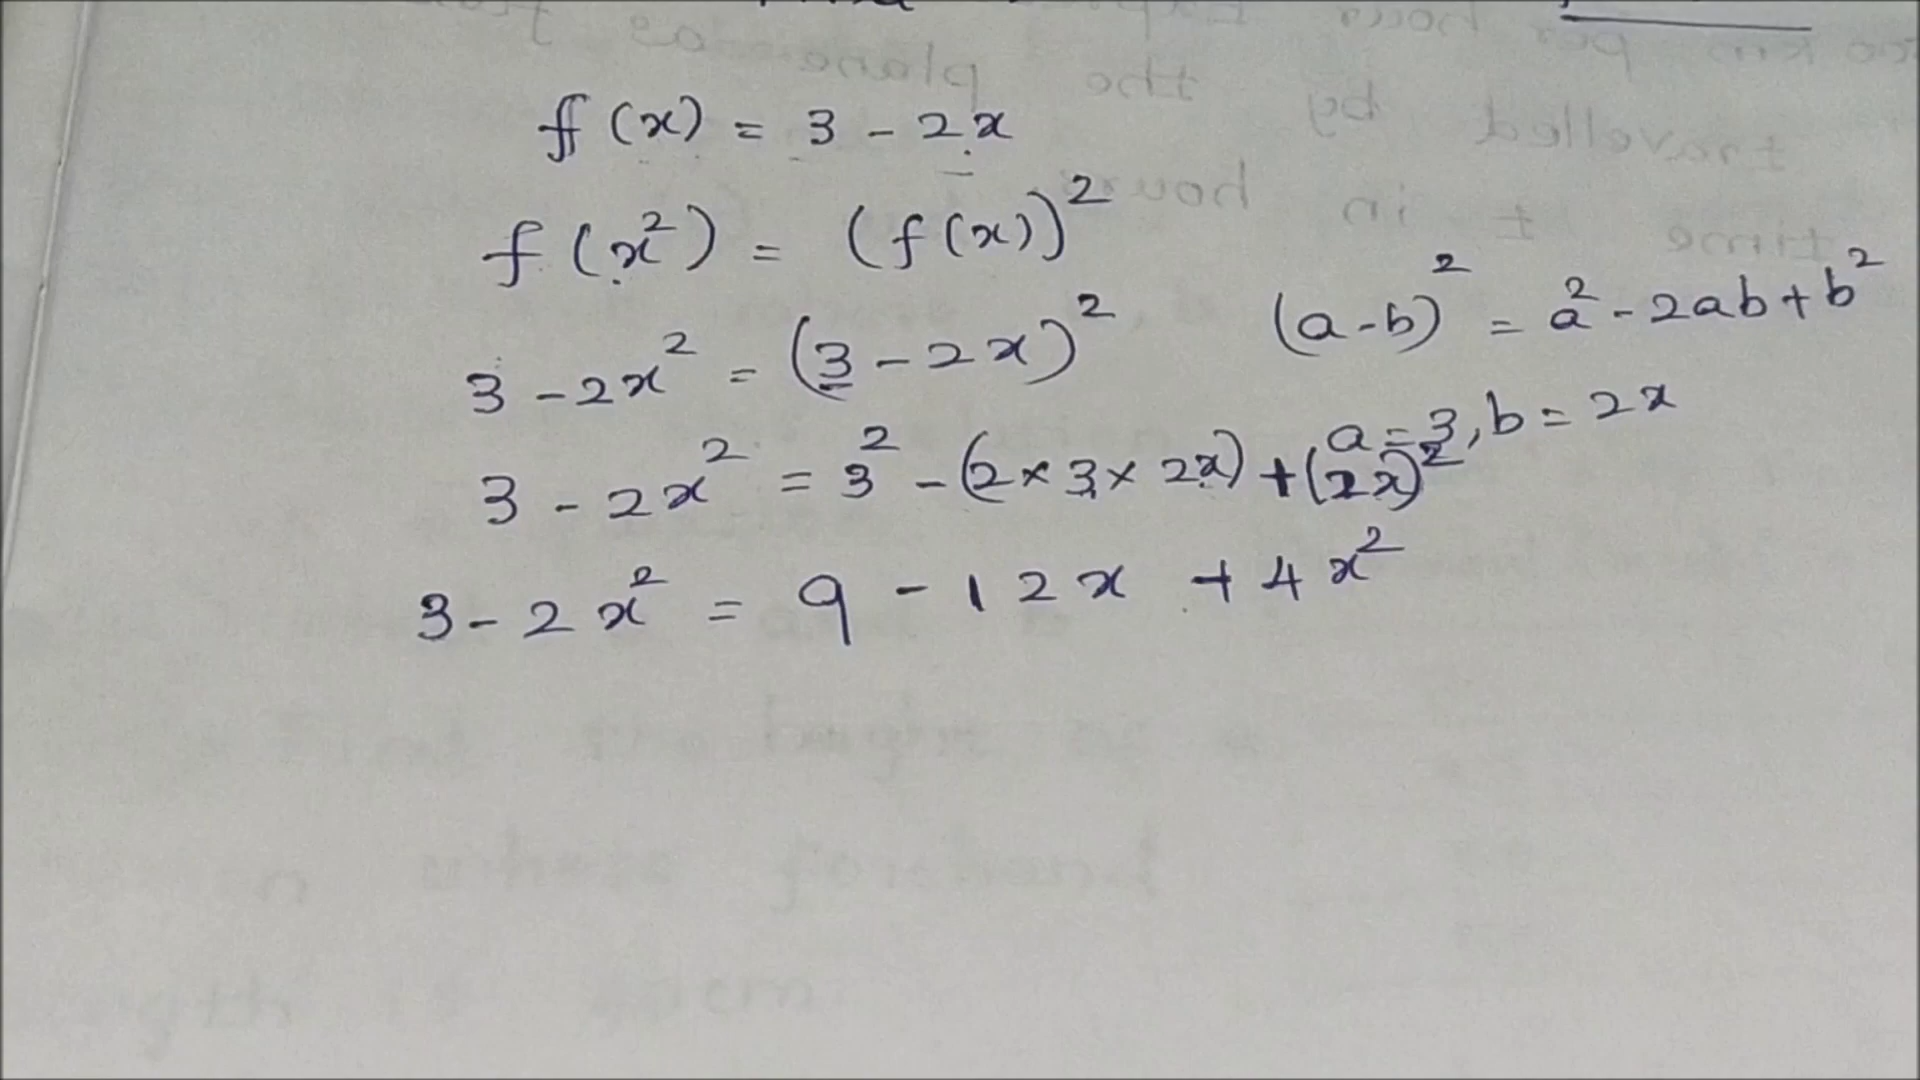 f(x) = 3 - 2x
f(x²) = (f(x))²
3 - 2x² = (3 - 2x)²
(a-b)² = a² - 2ab + b²
a = 3, b = 2x
3 - 2x² = 3² - (2 × 3 × 2x) + (2x)²
3 - 2x² = 9 - 12x + 4x²